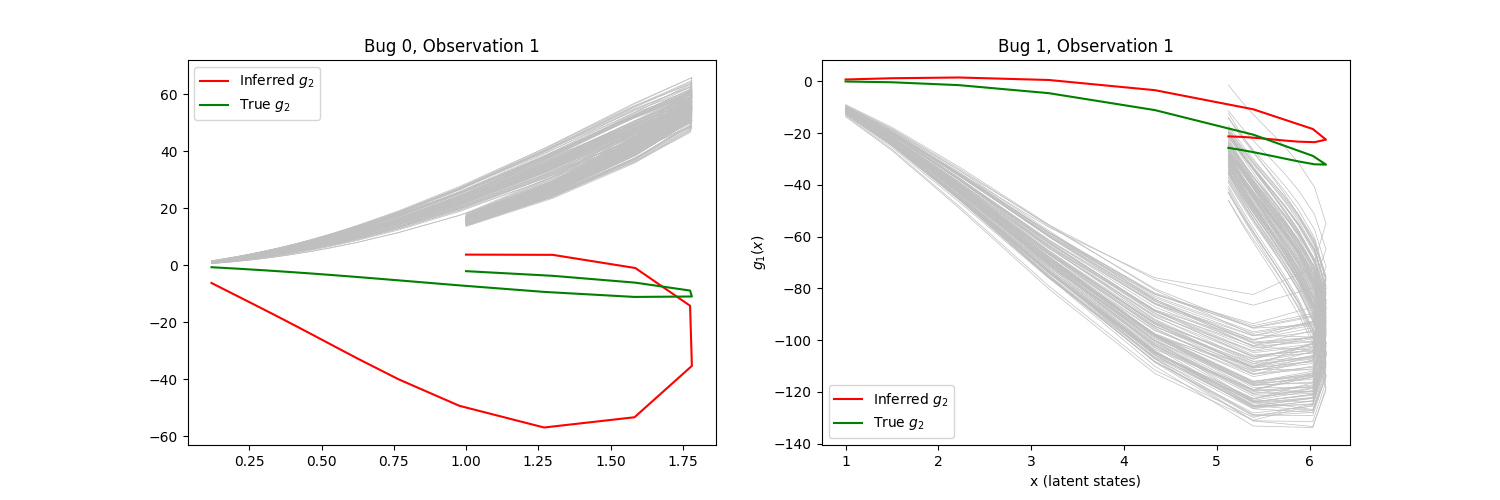 Bug 0, Observation 1
Inferred g₂
True g₂
60
40
20
0
−20
−40
−60
0.25 0.50 0.75 1.00 1.25 1.50 1.75
Bug 1, Observation 1
g₁(x)
0
−20
−40
−60
−80
−100
−120
−140
Inferred g₂
True g₂
1 2 3 4 5 6
x (latent states)